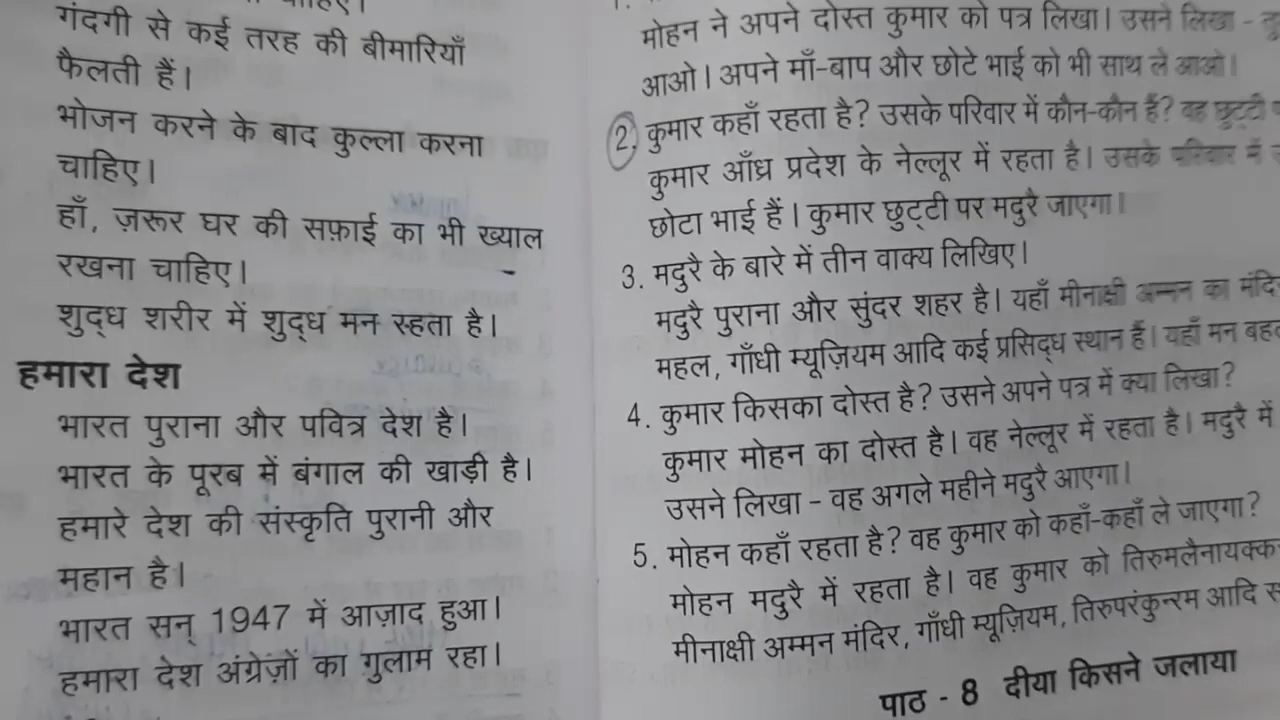 गंदगी से कई तरह की बीमारियाँ
फैलती हैं।
भोजन करने के बाद कुल्ला करना
चाहिए।
हाँ, ज़रूर घर की सफ़ाई का भी ख्याल
रखना चाहिए।
शुद्ध शरीर में शुद्ध मन रहता है।
हमारा देश
भारत पुराना और पवित्र देश है।
भारत के पूरब में बंगाल की खाड़ी है।
हमारे देश की संस्कृति पुरानी और
महान है।
भारत सन् 1947 में आज़ाद हुआ।
हमारा देश अंग्रेज़ों का गुलाम रहा।
मोहन ने अपने दोस्त कुमार को पत्र लिखा। उसने लिखा -
आओ। अपने माँ-बाप और छोटे भाई को भी साथ ले आओ।
2. कुमार कहाँ रहता है? उसके परिवार में कौन-कौन हैं? वह छुट्टी
कुमार आँध्र प्रदेश के नेल्लूर में रहता है। उसके परिवार में
छोटा भाई हैं। कुमार छुट्टी पर मदुरै जाएगा।
3. मदुरै के बारे में तीन वाक्य लिखिए।
मदुरै पुराना और सुंदर शहर है। यहाँ मीनाक्षी अम्मन का
महल, गाँधी म्यूज़ियम आदि कई प्रसिद्ध स्थान हैं। यहाँ मन
4. कुमार किसका दोस्त है? उसने अपने पत्र में क्या लिखा?
कुमार मोहन का दोस्त है। वह नेल्लूर में रहता है। मदुरै में
उसने लिखा - वह अगले महीने मदुरै आएगा।
5. मोहन कहाँ रहता है? वह कुमार को कहाँ-कहाँ ले जाएगा?
मोहन मदुरै में रहता है। वह कुमार को
मीनाक्षी अम्मन मंदिर, गाँधी म्यूज़ियम, तिरुपरंकुन्रम आदि
पाठ - 8 दीया किसने जलाया